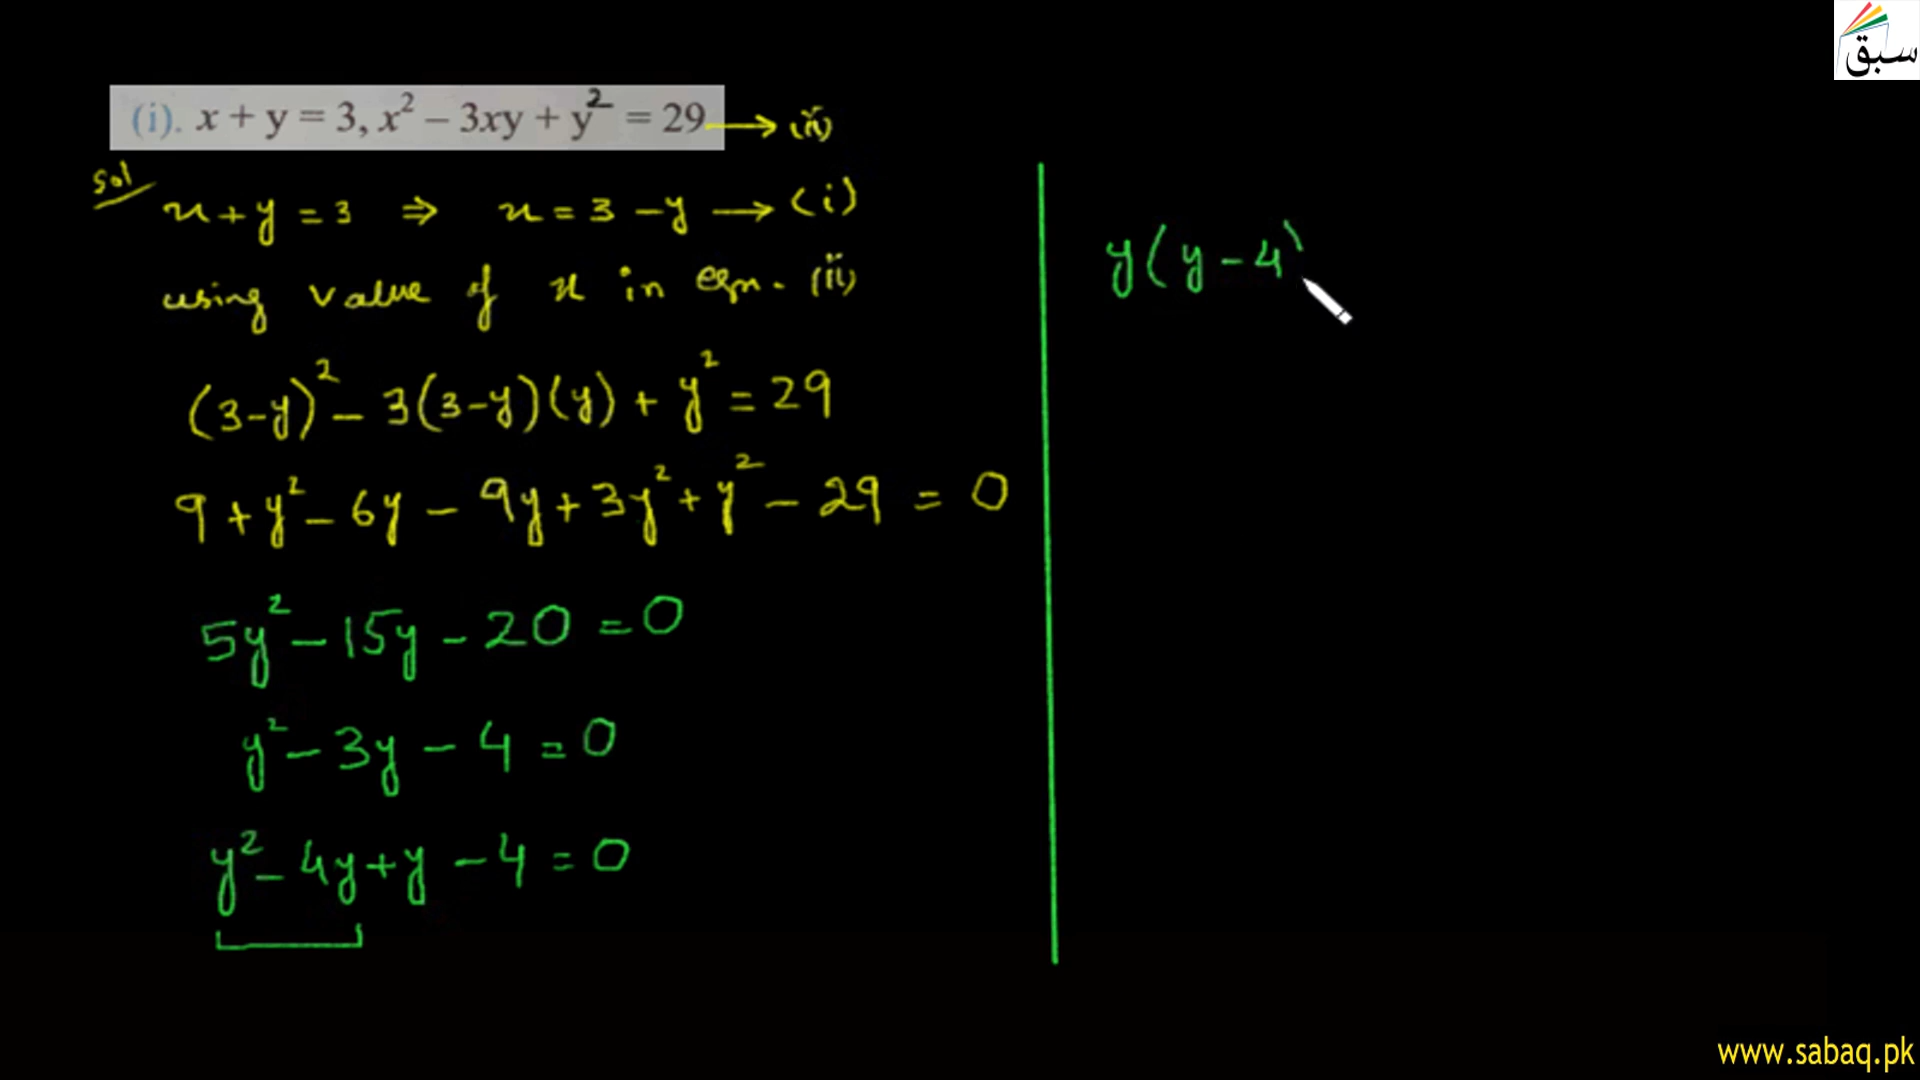 سبق
(i). x + y = 3, x² – 3xy + y² = 29 → (ii)
Sol
x + y = 3 ⇒ x = 3 – y → (i)
using value of x in eqn. (ii)
(3-y)² – 3(3-y)(y) + y² = 29
9 + y² – 6y – 9y + 3y² + y² – 29 = 0
5y² – 15y – 20 = 0
y² – 3y – 4 = 0
y² – 4y + y – 4 = 0
y(y – 4)
www.sabaq.pk